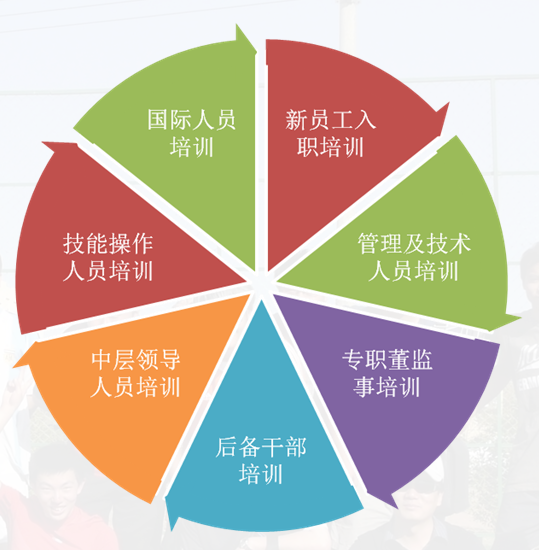 新员工入
职培训
管理及技术
人员培训
专职董监
事培训
后备干部
培训
中层领导
人员培训
技能操作
人员培训
国际人员
培训